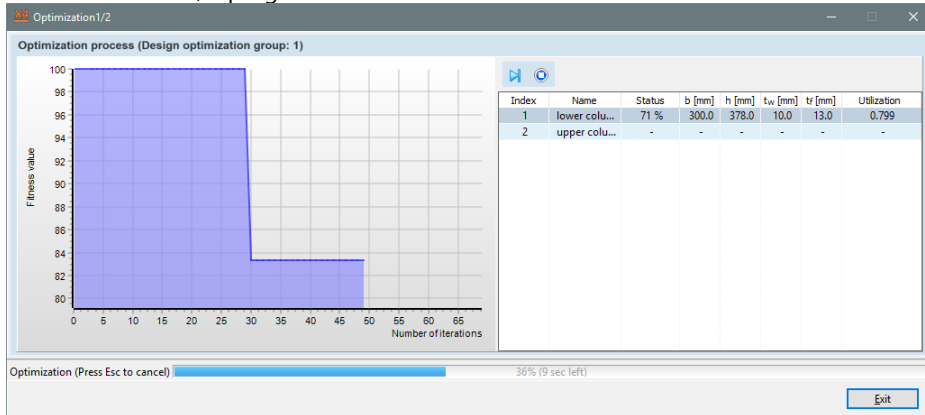 Optimization1/2
Optimization process (Design optimization group: 1)
Fitness value
100
98
96
94
92
90
88
86
84
82
80
0 5 10 15 20 25 30 35 40 45 50 55 60 65
Number of iterations
Index Name Status b [mm] h [mm] tw [mm] tf [mm] Utilization
1 lower colu... 71 % 300.0 378.0 10.0 13.0 0.799
2 upper colu... - - - - - -
Optimization (Press Esc to cancel) 36% (9 sec left)
Exit